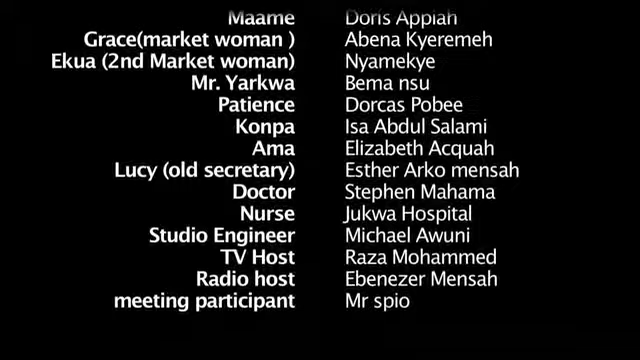 Maame Doris Appiah
Grace(market woman ) Abena Kyeremeh
Ekua (2nd Market woman) Nyamekye
Mr. Yarkwa Bema nsu
Patience Dorcas Pobee
Konpa Isa Abdul Salami
Ama Elizabeth Acquah
Lucy (old secretary) Esther Arko mensah
Doctor Stephen Mahama
Nurse Jukwa Hospital
Studio Engineer Michael Awuni
TV Host Raza Mohammed
Radio host Ebenezer Mensah
meeting participant Mr spio